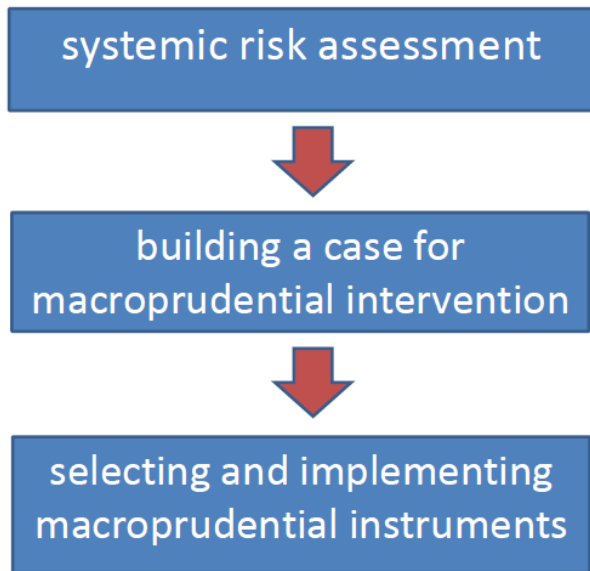 systemic risk assessment
building a case for
macroprudential intervention
selecting and implementing
macroprudential instruments